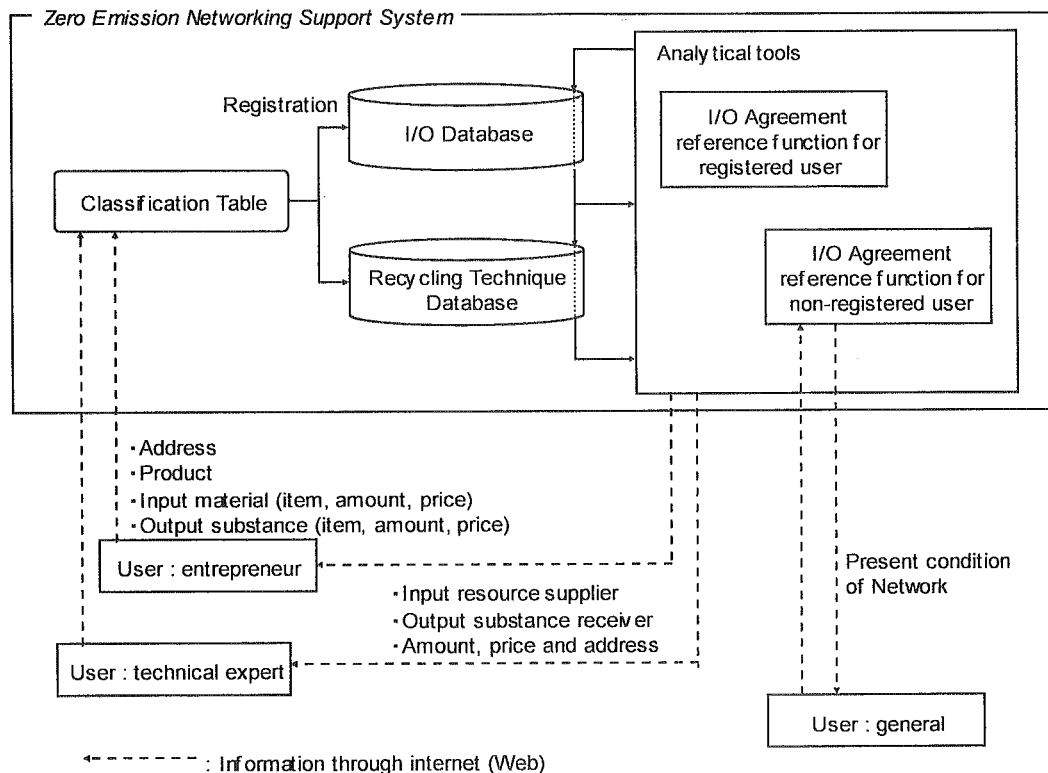 Zero Emission Networking Support System
Analytical tools
Registration
I/O Database
I/O Agreement
reference function for
registered user
Classification Table
Recycling Technique
Database
I/O Agreement
reference function for
non-registered user
・Address
・Product
・Input material (item, amount, price)
・Output substance (item, amount, price)
User : entrepreneur
Present condition
of Network
・Input resource supplier
・Output substance receiver
・Amount, price and address
User : technical expert
User : general
: Information through internet (Web)